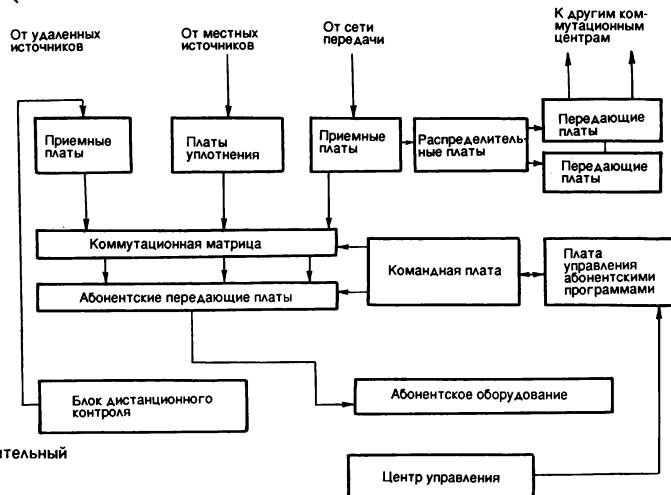 К другим ком-
мутационным
центрам
От удаленных
источников
От местных
источников
От сети
передачи
Приемные
платы
Платы
уплотнения
Приемные
платы
Распределитель-
ные платы
Передающие
платы
Передающие
платы
Коммутационная матрица
Абонентские передающие платы
Командная плата
Плата
управления
абонентскими
программами
Блок дистанционного
контроля
Абонентское оборудование
ительный
Центр управления